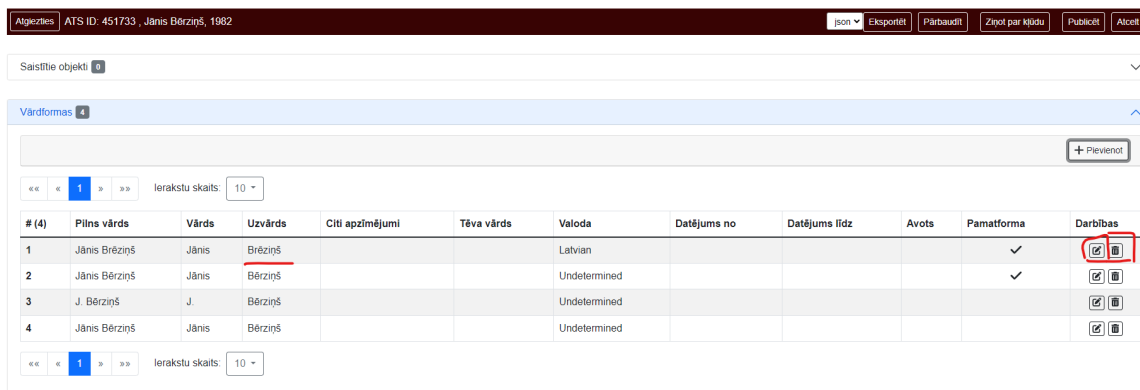 Atgiezties ATS ID: 451733 , Jānis Bērziņš, 1982 json Eksportēt Pārbaudīt Ziņot par kļūdu Publicēt Atcelt
Saistītie objekti 0
Vārdformas 4
+ Pievienot
«« « 1 » »» Ierakstu skaits: 10
# (4) Pilns vārds Vārds Uzvārds Citi apzīmējumi Tēva vārds Valoda Datējums no Datējums līdz Avots Pamatforma Darbības
1 Jānis Brēziņš Jānis Brēziņš Latvian ✓
2 Jānis Bērziņš Jānis Bērziņš Undetermined ✓
3 J. Bērziņš J. Bērziņš Undetermined
4 Jānis Bērziņš Jānis Bērziņš Undetermined
«« « 1 » »» Ierakstu skaits: 10